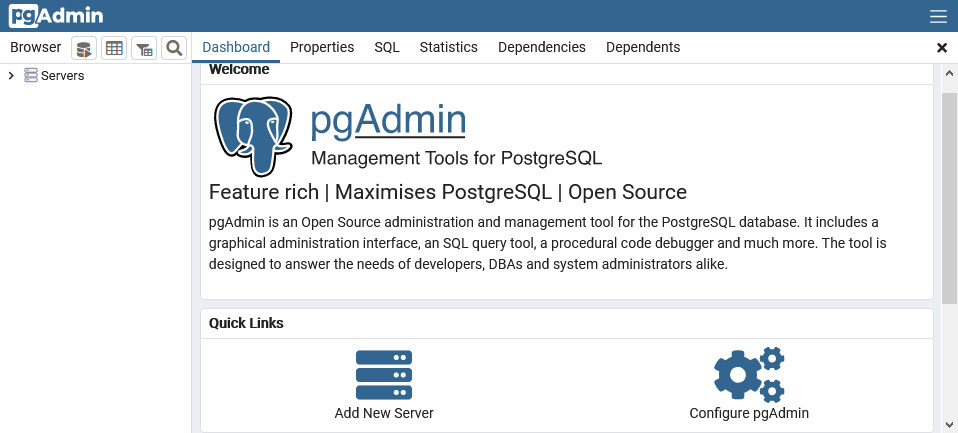 pgAdmin
Browser
Dashboard Properties SQL Statistics Dependencies Dependents
Servers
Welcome
pgAdmin
Management Tools for PostgreSQL
Feature rich | Maximises PostgreSQL | Open Source
pgAdmin is an Open Source administration and management tool for the PostgreSQL database. It includes a
graphical administration interface, an SQL query tool, a procedural code debugger and much more. The tool is
designed to answer the needs of developers, DBAs and system administrators alike.
Quick Links
Add New Server
Configure pgAdmin